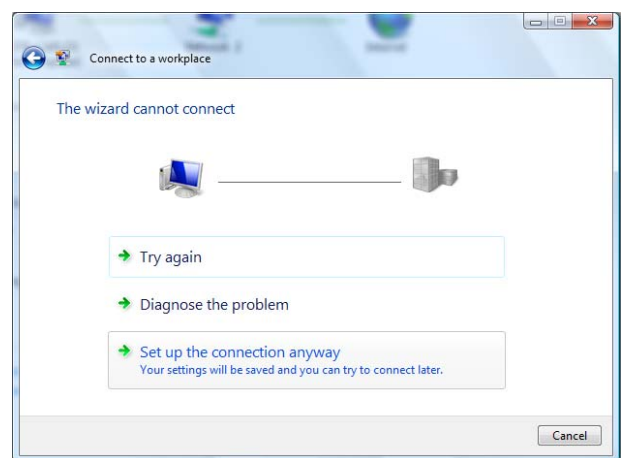 Connect to a workplace
The wizard cannot connect
Try again
Diagnose the problem
Set up the connection anyway
Your settings will be saved and you can try to connect later.
Cancel